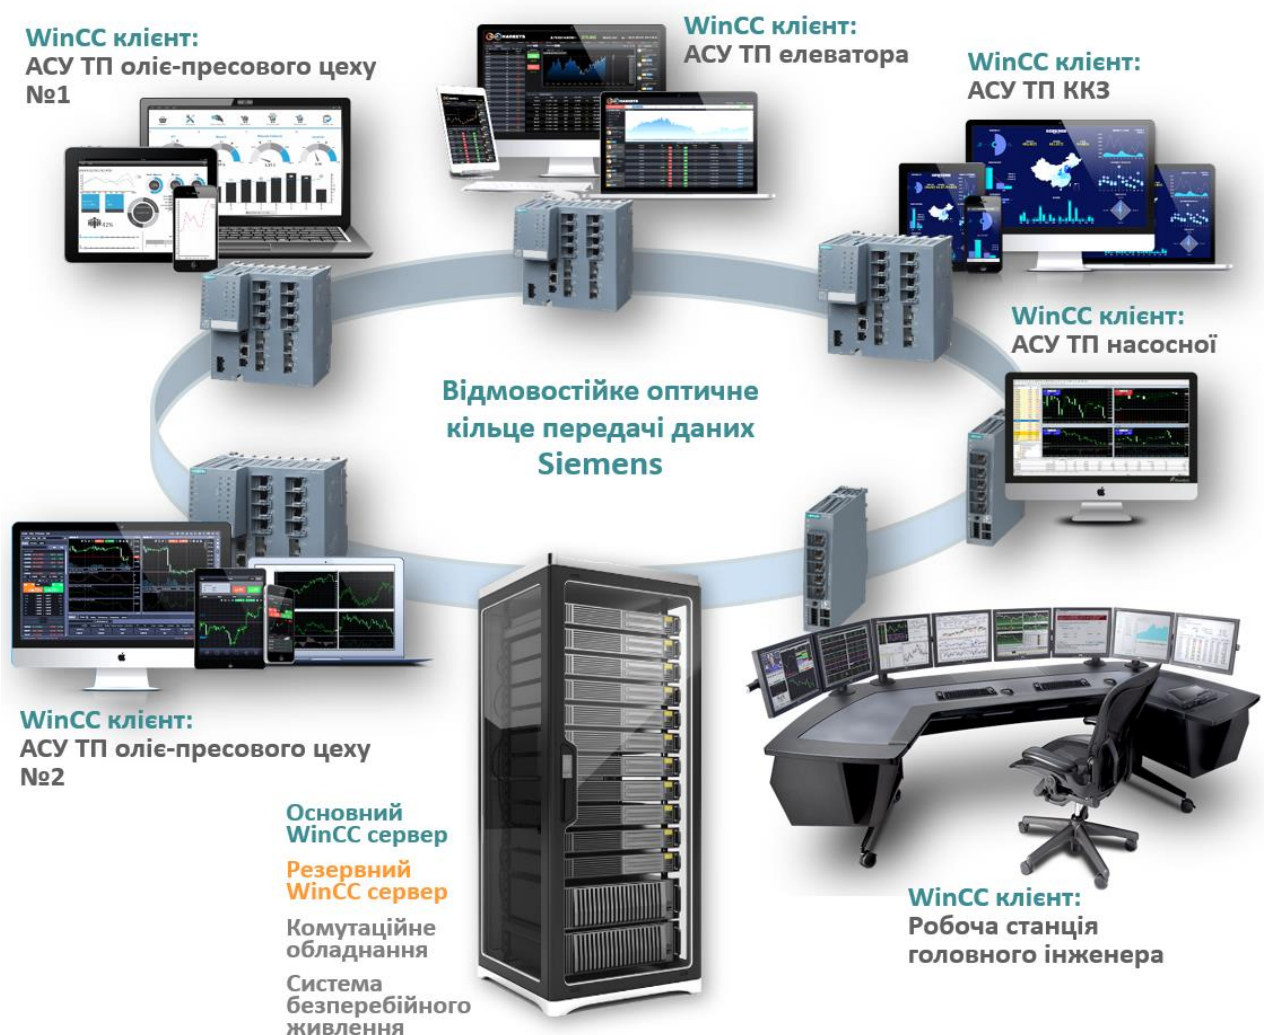 WinCC клієнт:
АСУ ТП оліє-пресового цеху
№1
WinCC клієнт:
АСУ ТП елеватора
WinCC клієнт:
АСУ ТП ККЗ
WinCC клієнт:
АСУ ТП насосної
Відмовостійке оптичне
кільце передачі даних
Siemens
WinCC клієнт:
АСУ ТП оліє-пресового цеху
№2
Основний
WinCC сервер
Резервний
WinCC сервер
Комутаційне
обладнання
Система
безперебійного
живлення
WinCC клієнт:
Робоча станція
головного інженера